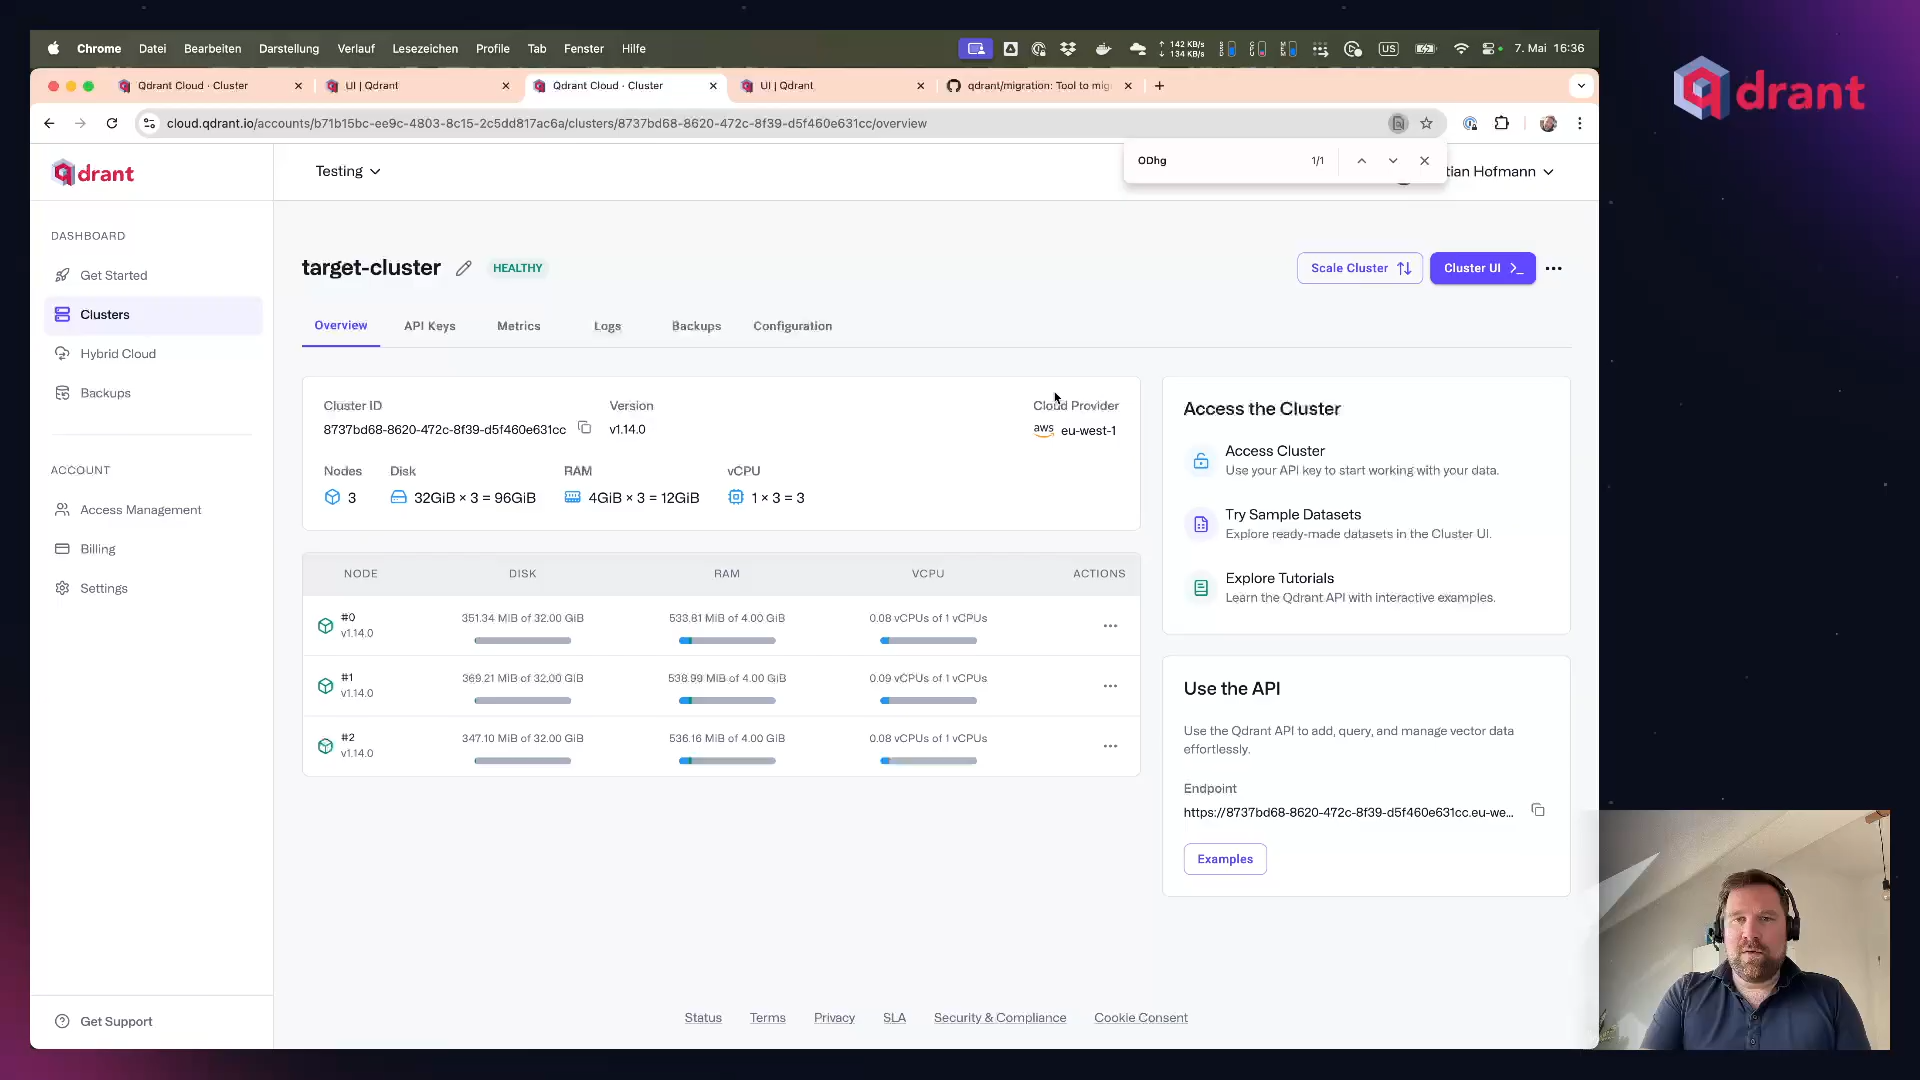 Chrome Datei Bearbeiten Darstellung Verlauf Lesezeichen Profile Tab Fenster Hilfe
142 KB/s
134 KB/s
US
7. Mai 16:36
Qdrant Cloud · Cluster
UI | Qdrant
Qdrant Cloud · Cluster
UI | Qdrant
qdrant/migration: Tool to mig
cloud.qdrant.io/accounts/b71b15bc-ee9c-4803-8c15-2c5dd817ac6a/clusters/8737bd68-8620-472c-8f39-d5f460e631cc/overview
qdrant
ODhg 1/1
qdrant
Testing
tian Hofmann
DASHBOARD
Get Started
Clusters
Hybrid Cloud
Backups
ACCOUNT
Access Management
Billing
Settings
Get Support
target-cluster HEALTHY
Scale Cluster
Cluster UI
Overview API Keys Metrics Logs Backups Configuration
Cluster ID Version Cloud Provider
8737bd68-8620-472c-8f39-d5f460e631cc v1.14.0 aws eu-west-1
Nodes Disk RAM vCPU
3 32GiB × 3 = 96GiB 4GiB × 3 = 12GiB 1 × 3 = 3
NODE DISK RAM VCPU ACTIONS
#0 351.34 MiB of 32.00 GiB 533.81 MiB of 4.00 GiB 0.08 vCPUs of 1 vCPUs
v1.14.0
#1 369.21 MiB of 32.00 GiB 538.99 MiB of 4.00 GiB 0.09 vCPUs of 1 vCPUs
v1.14.0
#2 347.10 MiB of 32.00 GiB 536.16 MiB of 4.00 GiB 0.08 vCPUs of 1 vCPUs
v1.14.0
Access the Cluster
Access Cluster
Use your API key to start working with your data.
Try Sample Datasets
Explore ready-made datasets in the Cluster UI.
Explore Tutorials
Learn the Qdrant API with interactive examples.
Use the API
Use the Qdrant API to add, query, and manage vector data
effortlessly.
Endpoint
https://8737bd68-8620-472c-8f39-d5f460e631cc.eu-we...
Examples
Status Terms Privacy SLA Security & Compliance Cookie Consent